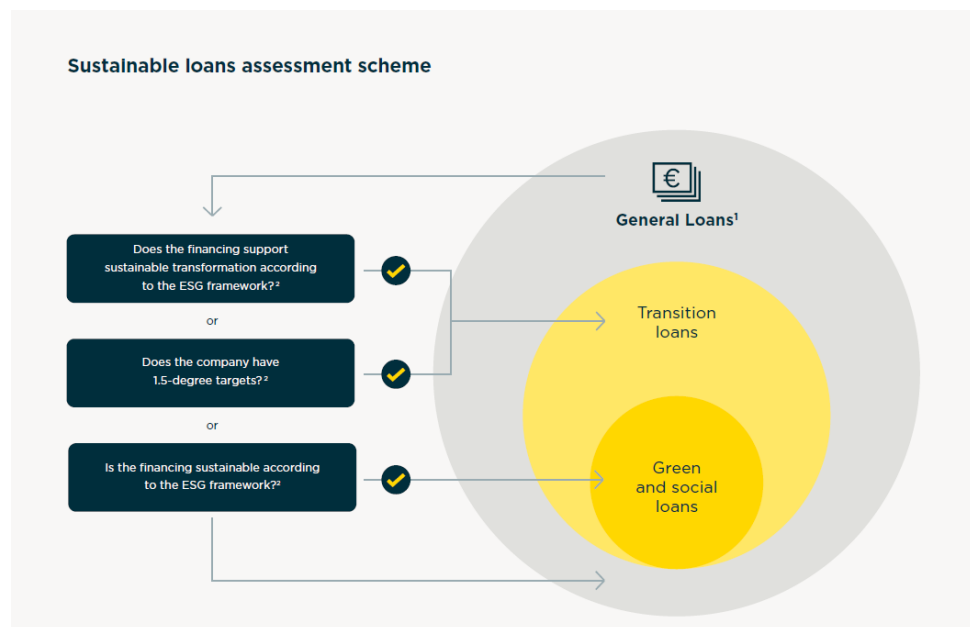 Sustainable loans assessment scheme
€
General Loans¹
Does the financing support
sustainable transformation according
to the ESG framework?²
or
Does the company have
1.5-degree targets?²
or
Is the financing sustainable according
to the ESG framework?²
Transition
loans
Green
and social
loans